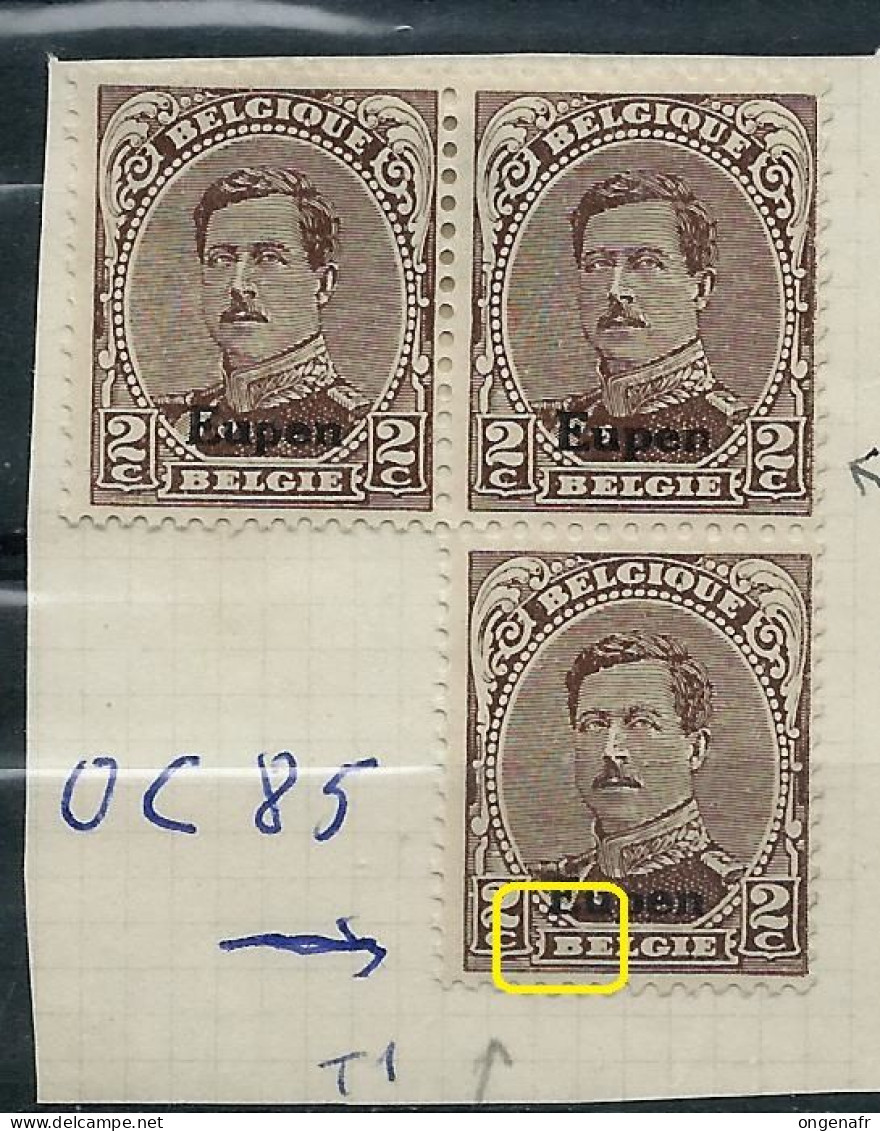 BELGIQUE BELGIQUE
Eupen Eupen
2c 2c 2c 2c
BELGIE BELGIE
BELGIQUE
OC 85
Eupen
2c 2c
BELGIE
T1
delcampe.net
ongenafr